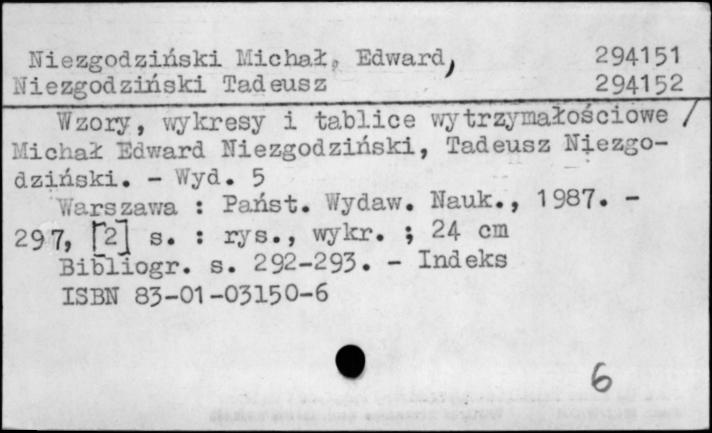 Niezgodziński Michał, Edward, 294151
Niezgodziński Tadeusz 294152
Wzory, wykresy i tablice wytrzymałościowe /
Michał Edward Niezgodziński, Tadeusz Niezgo-
dziński. - Wyd. 5
Warszawa : Państ. Wydaw. Nauk., 1987. -
297, [2] s. : rys., wykr. ; 24 cm
Bibliogr. s. 292-293. - Indeks
ISBN 83-01-03150-6
6